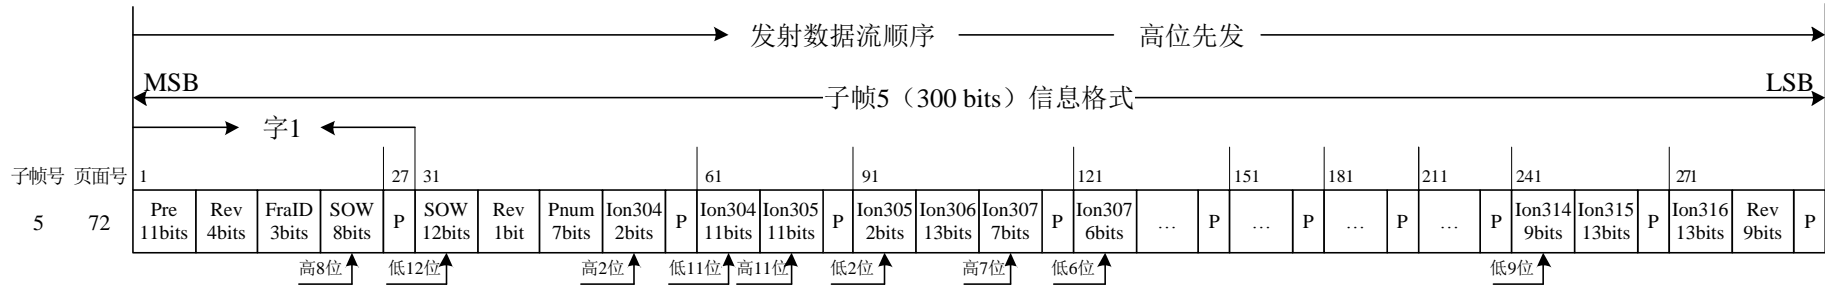 发射数据流顺序 高位先发
MSB LSB
子帧5（300 bits）信息格式
字1
子帧号 页面号 1 27 31 61 91 121 151 181 211 241 271
5 72 Pre Rev FraID SOW P SOW Rev Pnum Ion304 P Ion304 Ion305 P Ion305 Ion306 Ion307 P Ion307 … P … P … P … P Ion314 Ion315 P Ion316 Rev P
11bits 4bits 3bits 8bits 12bits 1bit 7bits 2bits 11bits 11bits 2bits 13bits 7bits 6bits 9bits 13bits 13bits 9bits
高8位 低12位 高2位 低11位 高11位 低2位 高7位 低6位 低9位